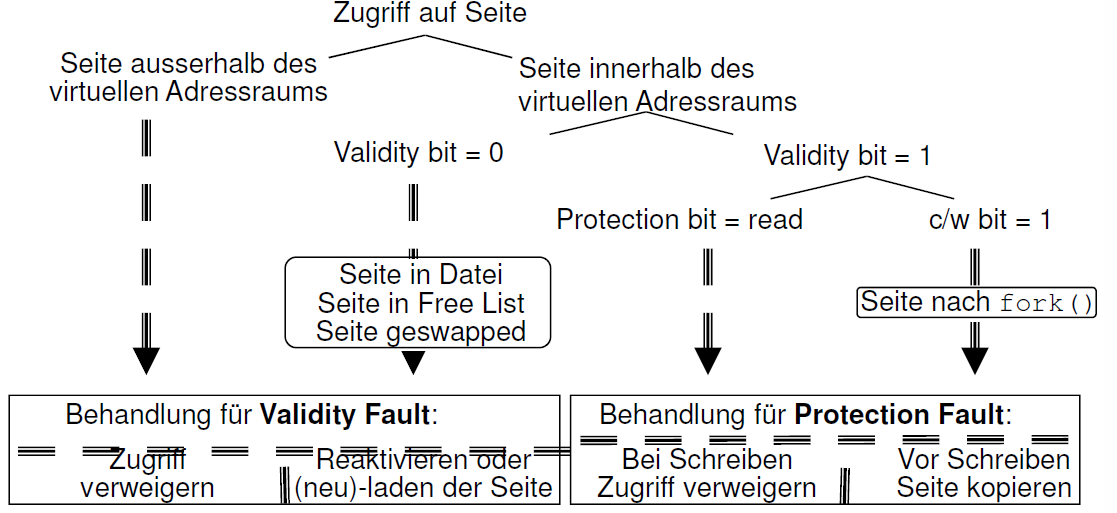 Zugriff auf Seite
Seite ausserhalb des
virtuellen Adressraums
Seite innerhalb des
virtuellen Adressraums
Validity bit = 0
Validity bit = 1
Protection bit = read
c/w bit = 1
Seite in Datei
Seite in Free List
Seite geswapped
Seite nach fork()
Behandlung für Validity Fault:
Zugriff
verweigern
Reaktivieren oder
(neu)-laden der Seite
Behandlung für Protection Fault:
Bei Schreiben
Zugriff verweigern
Vor Schreiben
Seite kopieren